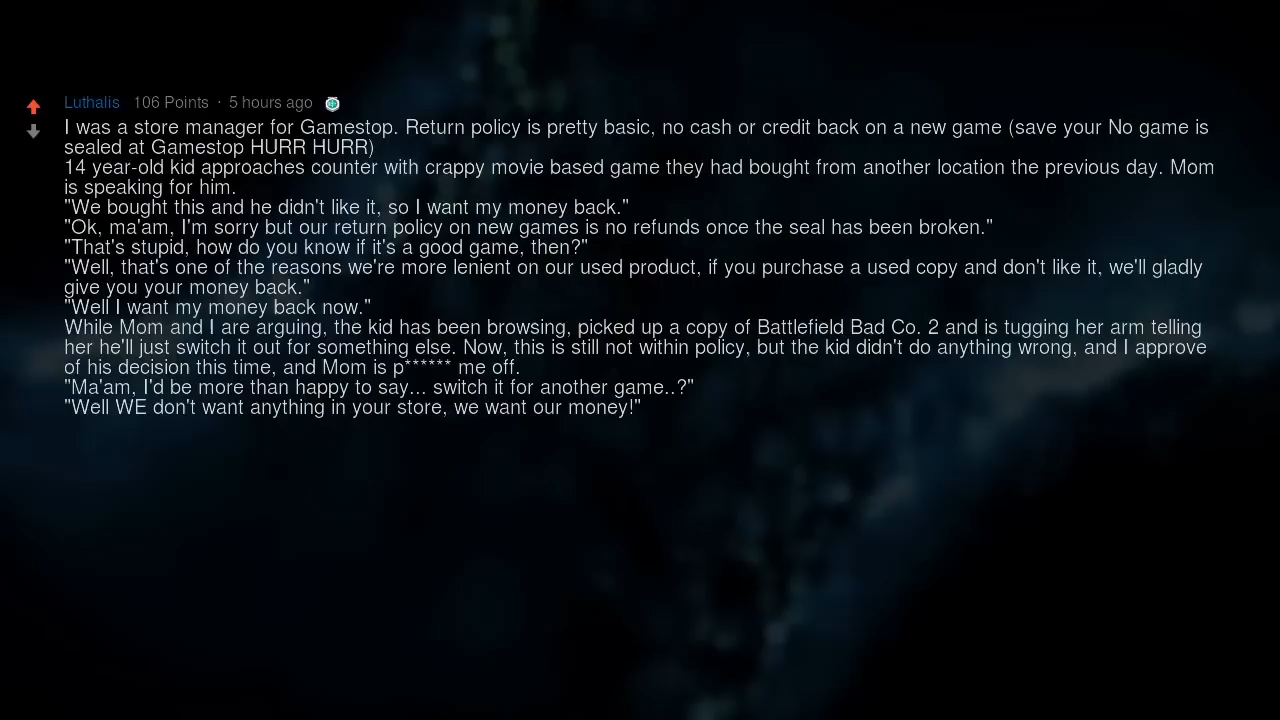 Luthalis 106 Points · 5 hours ago
I was a store manager for Gamestop. Return policy is pretty basic, no cash or credit back on a new game (save your No game is
sealed at Gamestop HURR HURR)
14 year-old kid approaches counter with crappy movie based game they had bought from another location the previous day. Mom
is speaking for him.
"We bought this and he didn't like it, so I want my money back."
"Ok, ma'am, I'm sorry but our return policy on new games is no refunds once the seal has been broken."
"That's stupid, how do you know if it's a good game, then?"
"Well, that's one of the reasons we're more lenient on our used product, if you purchase a used copy and don't like it, we'll gladly
give you your money back."
"Well I want my money back now."
While Mom and I are arguing, the kid has been browsing, picked up a copy of Battlefield Bad Co. 2 and is tugging her arm telling
her he'll just switch it out for something else. Now, this is still not within policy, but the kid didn't do anything wrong, and I approve
of his decision this time, and Mom is p****** me off.
"Ma'am, I'd be more than happy to say... switch it for another game..?"
"Well WE don't want anything in your store, we want our money!"